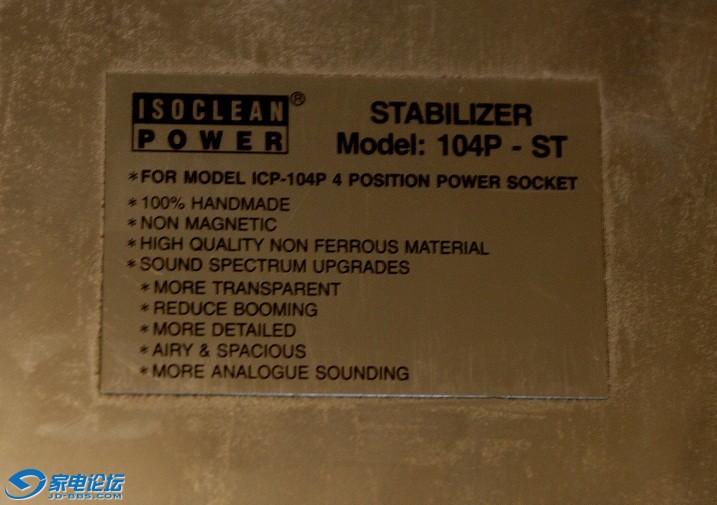 ISOCLEAN®
POWER
STABILIZER
Model: 104P - ST
*FOR MODEL ICP-104P 4 POSITION POWER SOCKET
*100% HANDMADE
*NON MAGNETIC
*HIGH QUALITY NON FERROUS MATERIAL
*SOUND SPECTRUM UPGRADES
*MORE TRANSPARENT
*REDUCE BOOMING
*MORE DETAILED
*AIRY & SPACIOUS
*MORE ANALOGUE SOUNDING
家电论坛
JD-BBS.COM